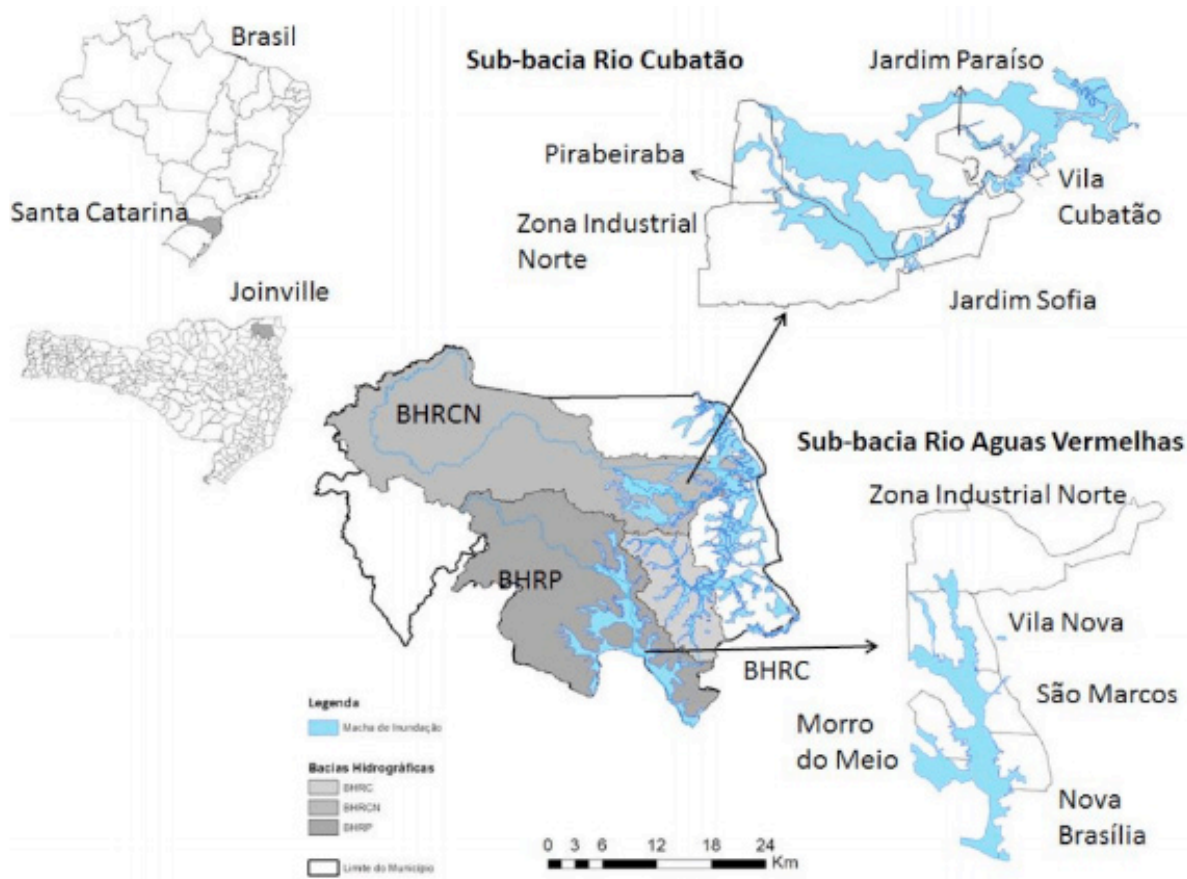 Brasil
Santa Catarina
Joinville
Sub-bacia Rio Cubatão
Jardim Paraíso
Pirabeiraba
Zona Industrial
Norte
Vila
Cubatão
Jardim Sofia
BHRCN
BHRP
BHRC
Sub-bacia Rio Aguas Vermelhas
Zona Industrial Norte
Vila Nova
São Marcos
Morro
do Meio
Nova
Brasília
Legenda
Macha de Inundação
Bacias Hidrográficas
BHRC
BHRCN
BHRP
Limite do Município
0 3 6 12 18 24
Km